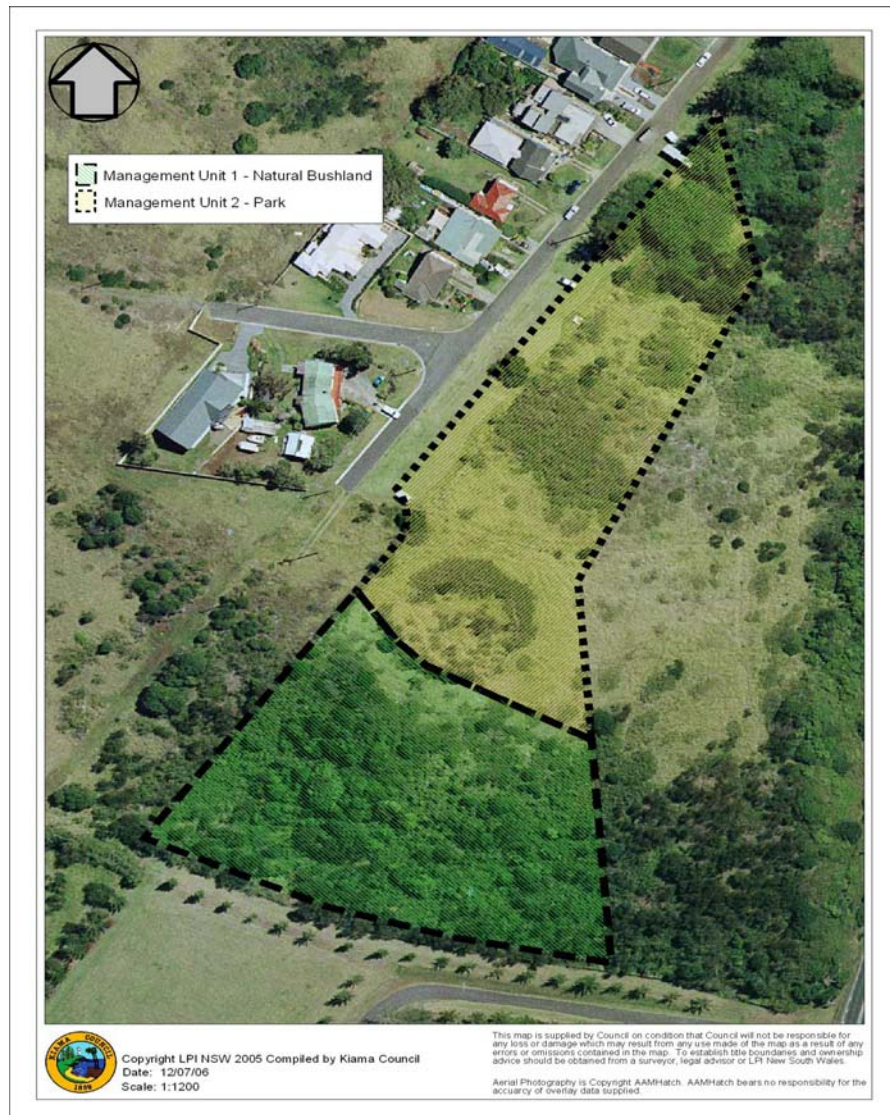 Management Unit 1 - Natural Bushland
Management Unit 2 - Park
KIAMA COUNCIL
Copyright LPI NSW 2005 Compiled by Kiama Council
Date: 12/07/06
Scale: 1:1200
This map is supplied by Council on condition that Council will not be responsible for
any loss or damage which may result from any use made of the map as a result of any
errors or omissions contained in the map. To establish title boundaries and ownership
advice should be obtained from a surveyor, legal advisor or LPI New South Wales.
Aerial Photography is Copyright AAMHatch. AAMHatch bears no responsibility for the
accuarcy of overlay data supplied.